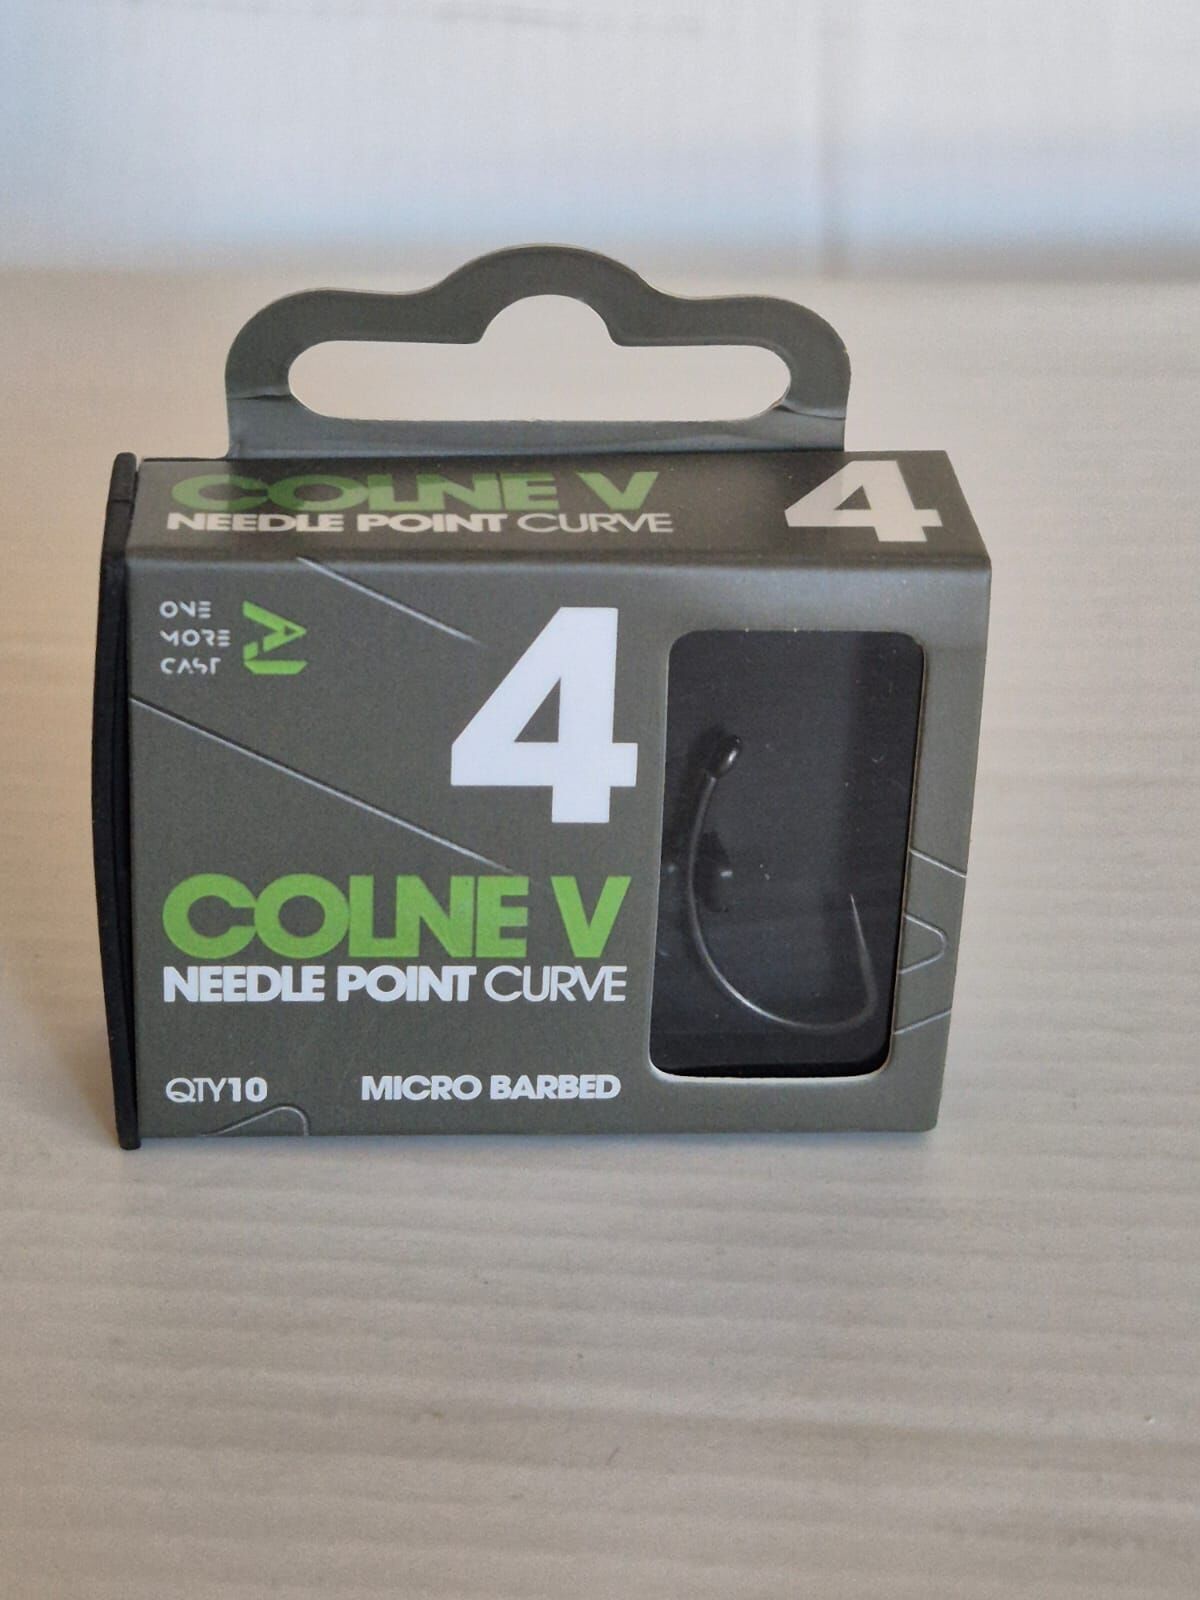 COLNE V
NEEDLE POINT CURVE
4
ONE
MORE
CAST
4
COLNE V
NEEDLE POINT CURVE
QTY10
MICRO BARBED